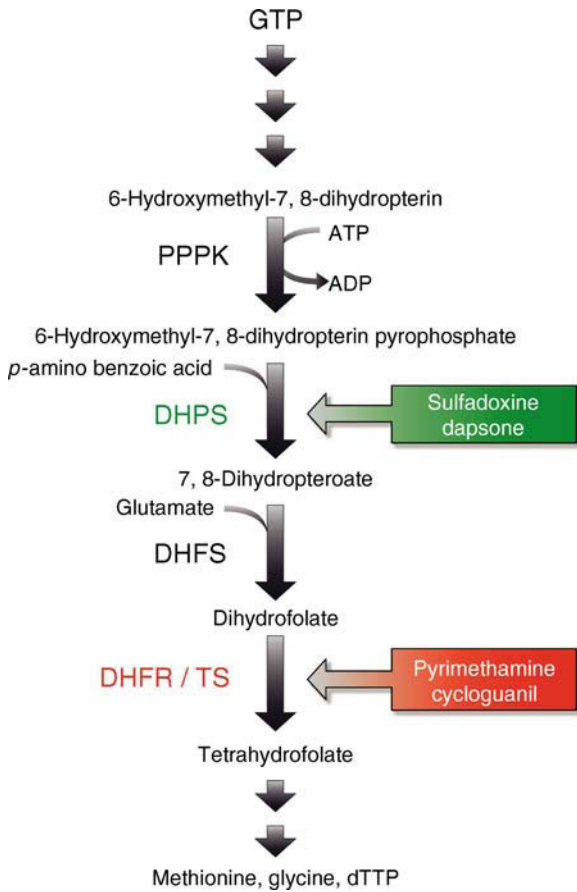 GTP
6-Hydroxymethyl-7, 8-dihydropterin
ATP
PPPK
ADP
6-Hydroxymethyl-7, 8-dihydropterin pyrophosphate
p-amino benzoic acid
DHPS
Sulfadoxine
dapsone
7, 8-Dihydropteroate
Glutamate
DHFS
Dihydrofolate
DHFR / TS
Pyrimethamine
cycloguanil
Tetrahydrofolate
Methionine, glycine, dTTP